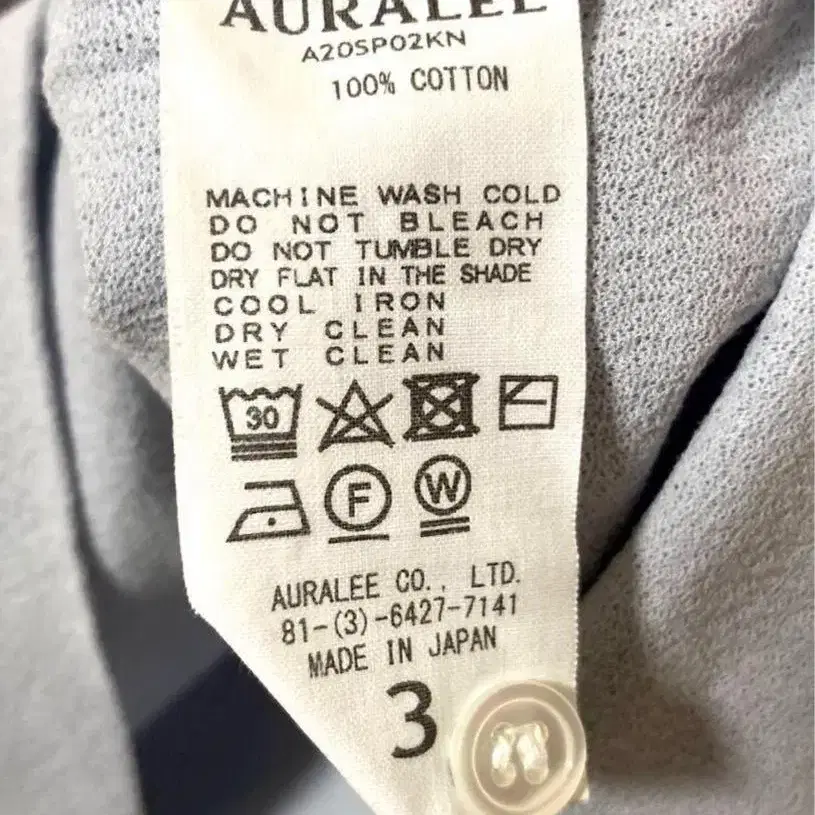 AURALEE
A20SP02KN
100% COTTON
MACHINE WASH COLD
DO NOT BLEACH
DO NOT TUMBLE DRY
DRY FLAT IN THE SHADE
COOL IRON
DRY CLEAN
WET CLEAN
30
F W
AURALEE CO., LTD.
81-(3)-6427-7141
MADE IN JAPAN
3